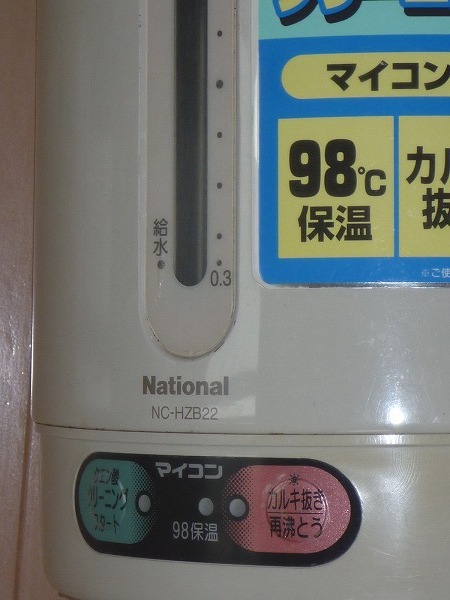 マイコン
98℃
保温
カル
抜
※ご使
給水
0.3
National
NC-HZB22
マイコン
クエン酸
クリーニング
スタート
98保温
カルキ抜き
再沸とう